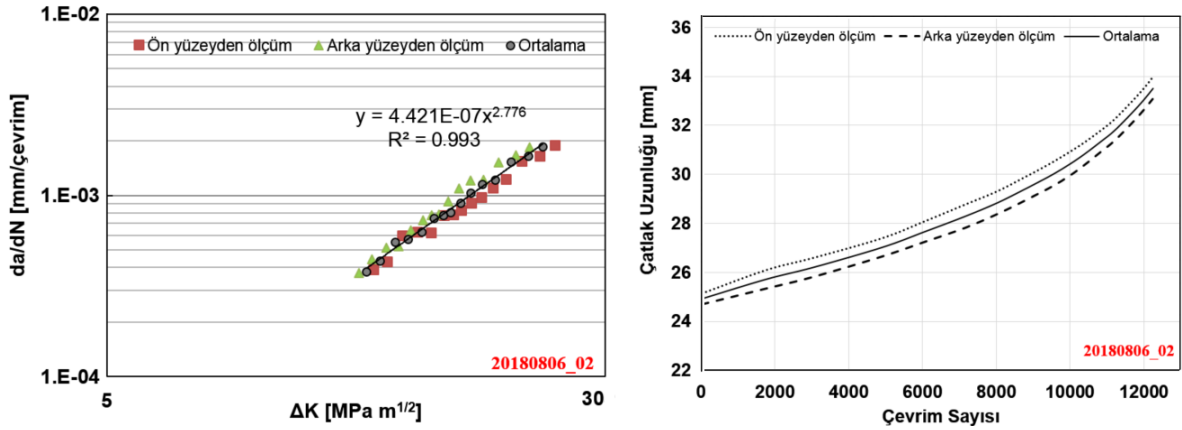 1.E-02
Ön yüzeyden ölçüm Arka yüzeyden ölçüm Ortalama
y = 4.421E-07x^2.776
R² = 0.993
1.E-03
da/dN [mm/çevrim]
20180806_02
1.E-04
5 30
ΔK [MPa m^1/2]
36
Ön yüzeyden ölçüm Arka yüzeyden ölçüm Ortalama
34
32
30
28
26
24
22
Çatlak Uzunluğu [mm]
20180806_02
0 2000 4000 6000 8000 10000 12000
Çevrim Sayısı